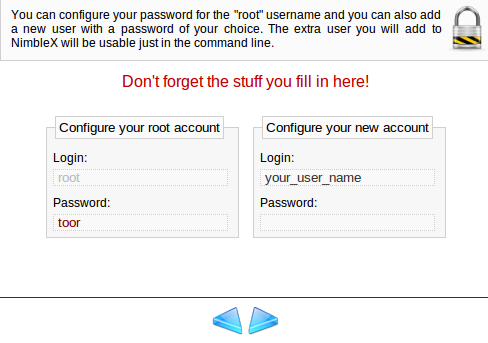 You can configure your password for the "root" username and you can also add
a new user with a password of your choice. The extra user you will add to
NimbleX will be usable just in the command line.
Don't forget the stuff you fill in here!
Configure your root account
Login:
root
Password:
toor
Configure your new account
Login:
your_user_name
Password: